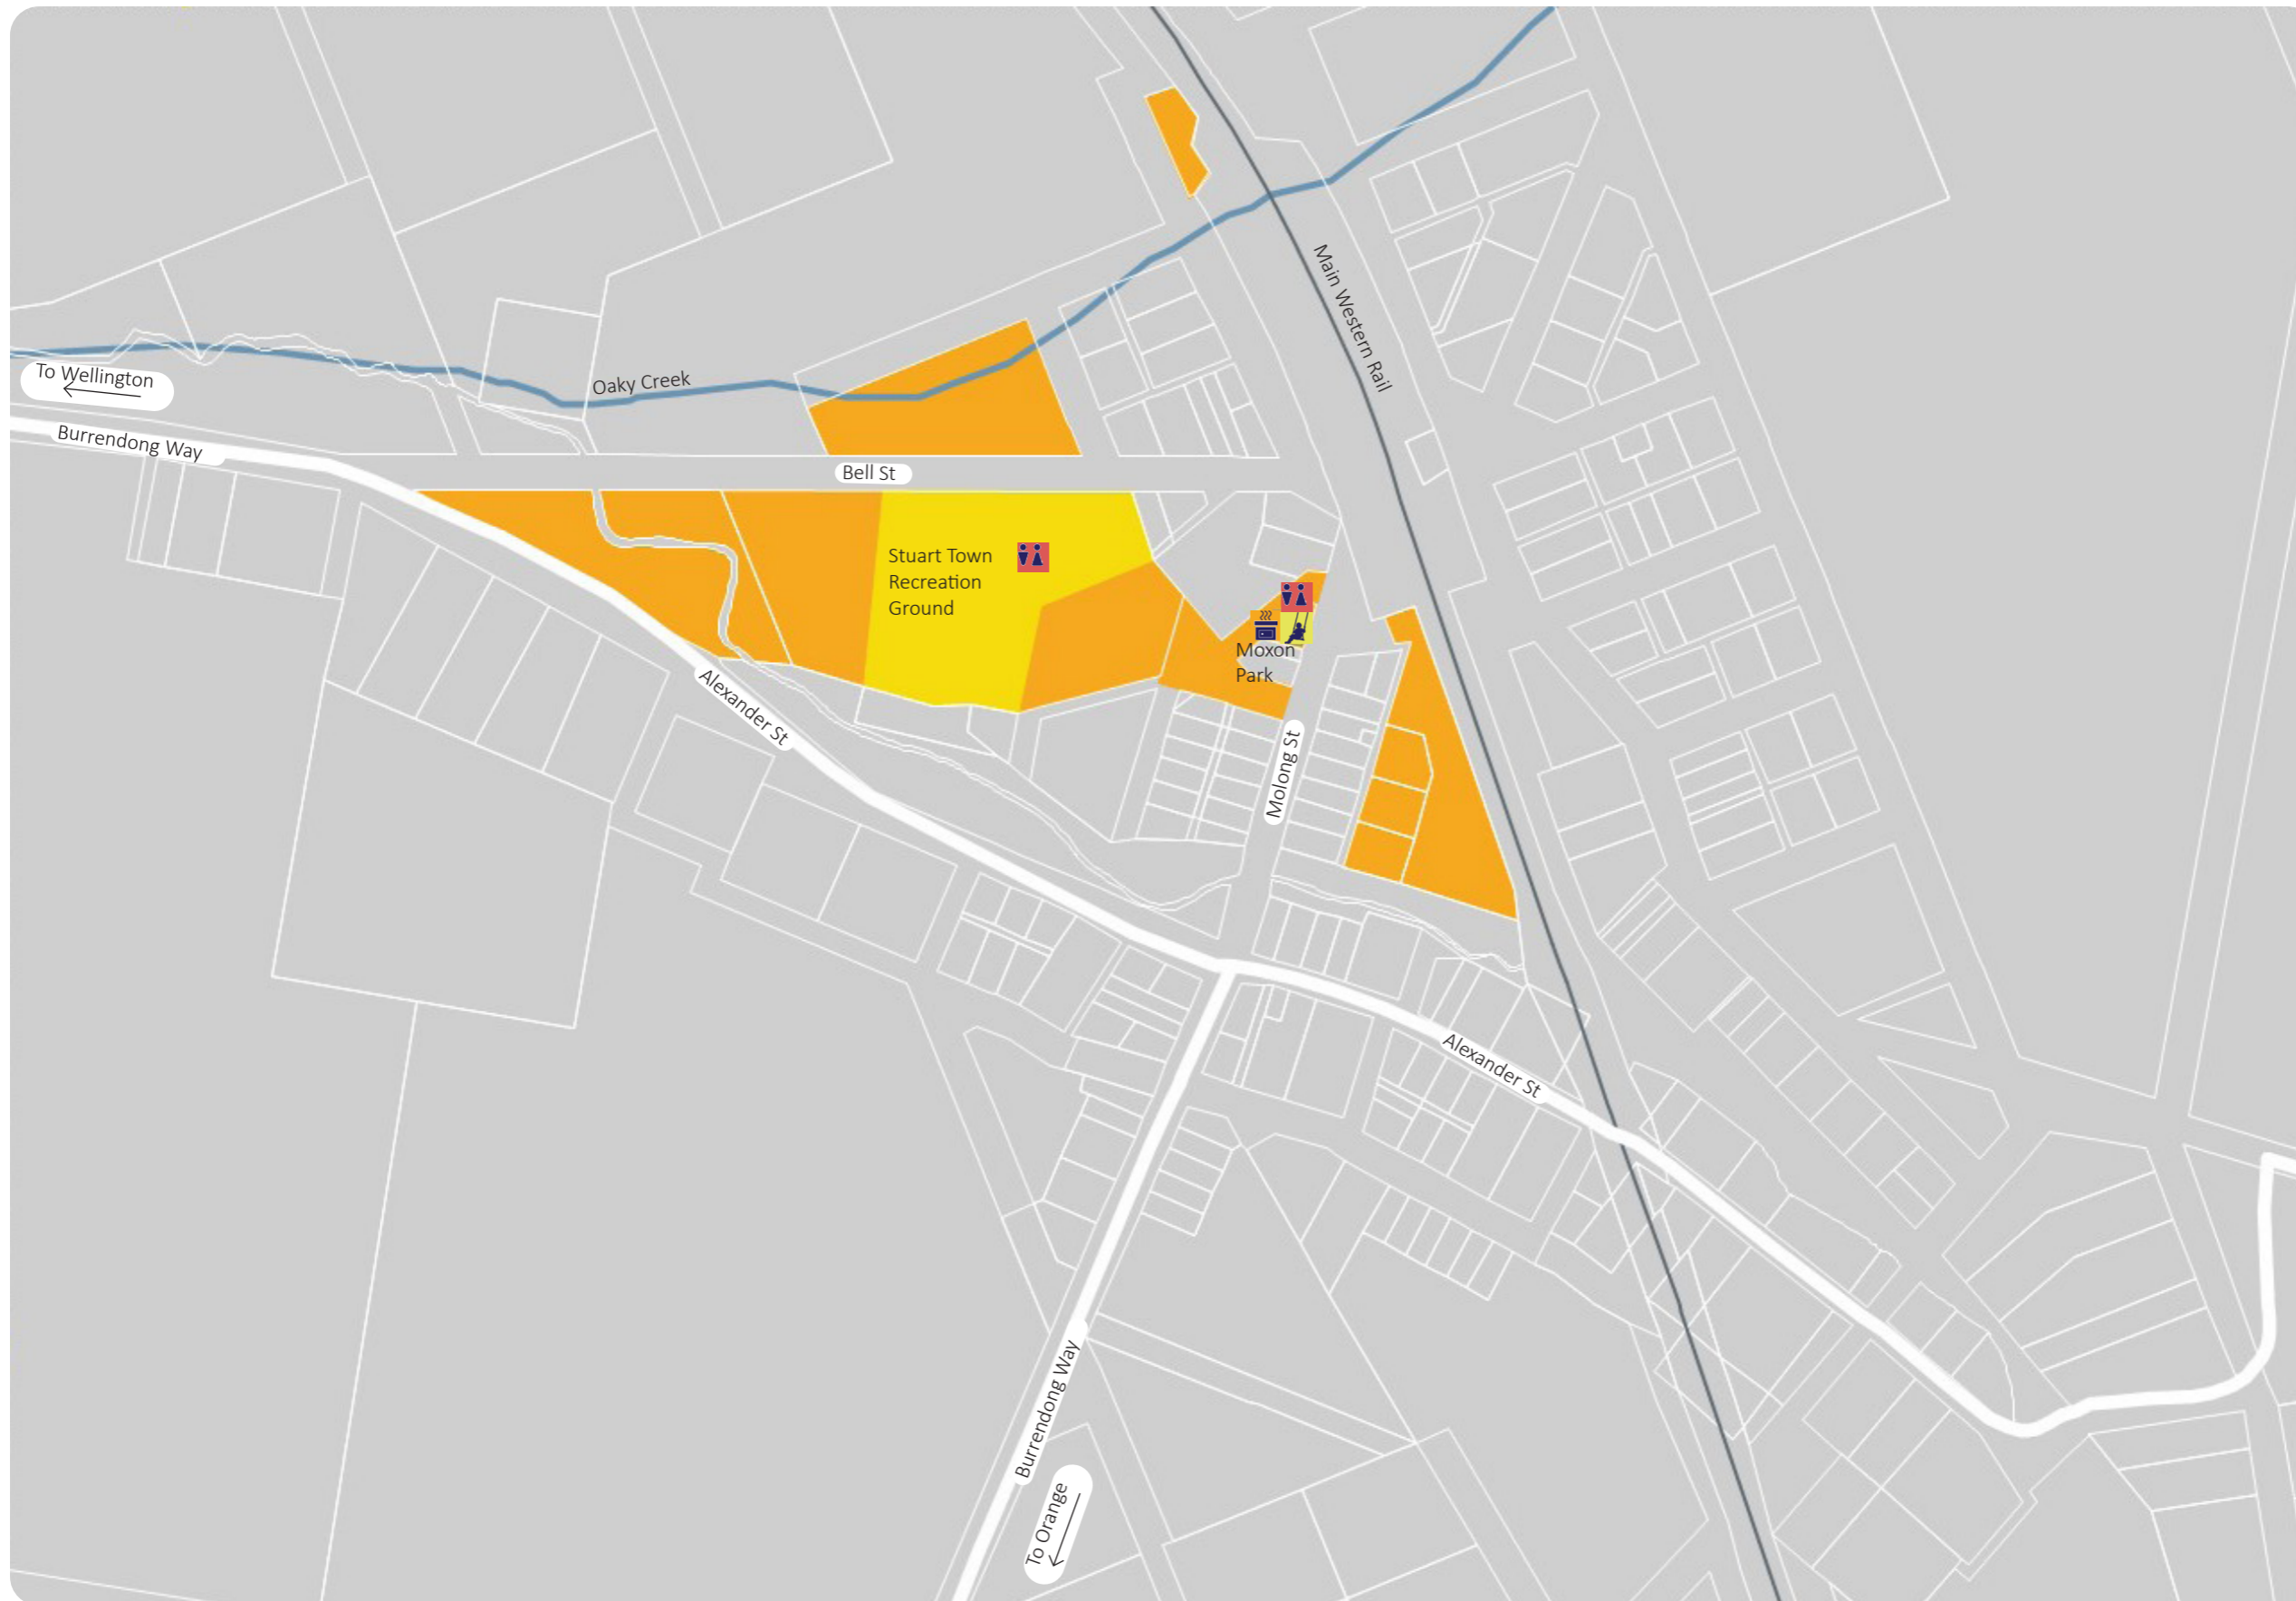 Main Western Rail
To Wellington
Oaky Creek
Burrendong Way
Bell St
Stuart Town
Recreation
Ground
Moxon
Park
Alexander St
Molong St
Alexander St
Burrendong Way
To Orange